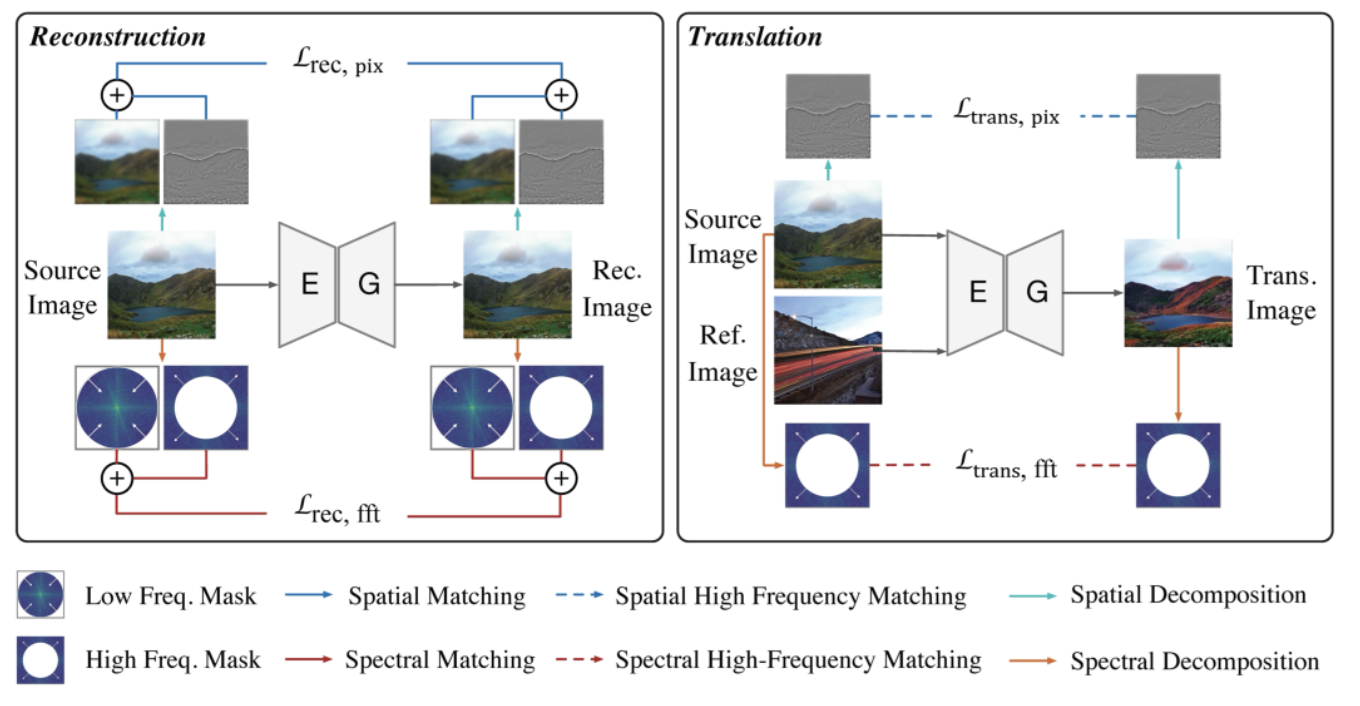 Reconstruction
ℒrec, pix
+
+
Source
Image
E
G
Rec.
Image
+
+
ℒrec, fft
Translation
ℒtrans, pix
Source
Image
Ref.
Image
E
G
Trans.
Image
ℒtrans, fft
Low Freq. Mask
Spatial Matching
Spatial High Frequency Matching
Spatial Decomposition
High Freq. Mask
Spectral Matching
Spectral High-Frequency Matching
Spectral Decomposition